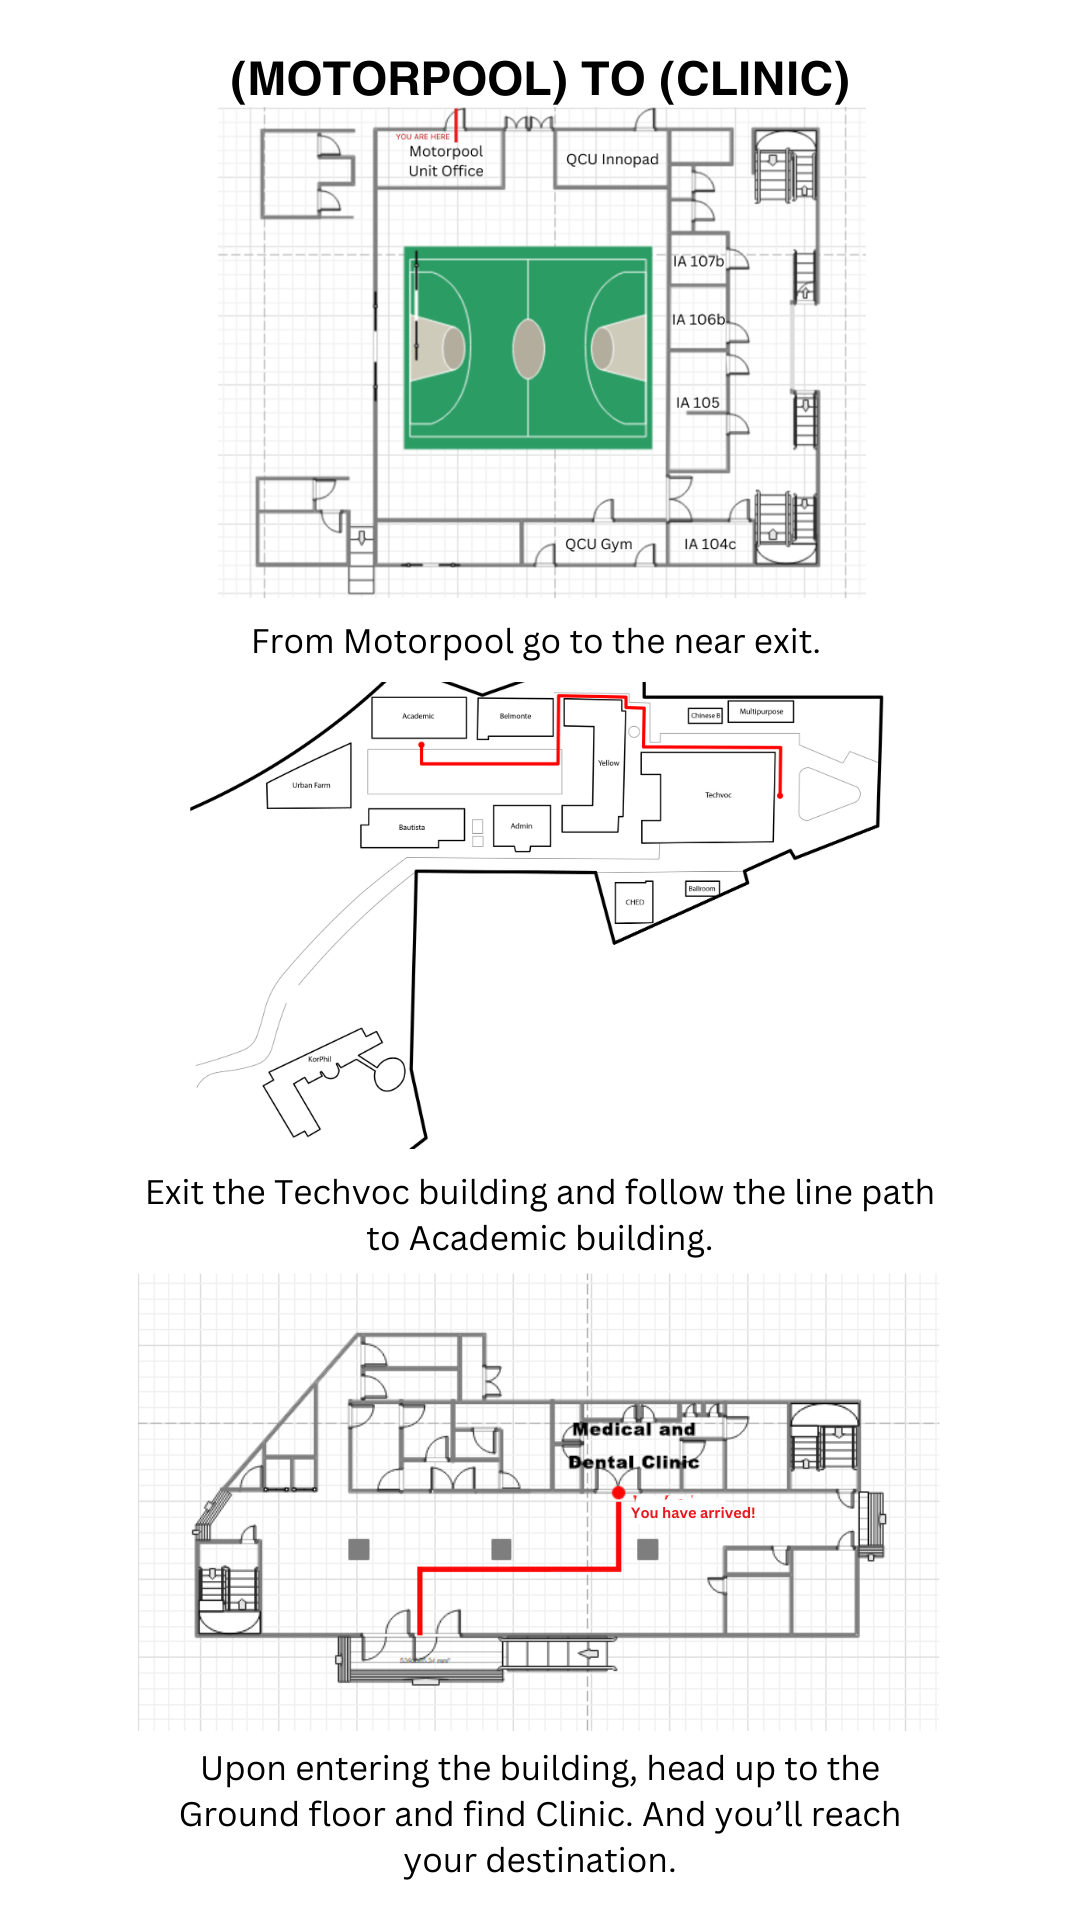 (MOTORPOOL) TO (CLINIC)
YOU ARE HERE
Motorpool
Unit Office
QCU Innopad
IA 107b
IA 106b
IA 105
QCU Gym
IA 104c
From Motorpool go to the near exit.
Academic
Belmonte
Chinese B
Multipurpose
Urban Farm
Yellow
Techvoc
Bautista
Admin
CHED
Ballroom
KorPhil
Exit the Techvoc building and follow the line path
to Academic building.
Medical and
Dental Clinic
You have arrived!
Upon entering the building, head up to the
Ground floor and find Clinic. And you’ll reach
your destination.